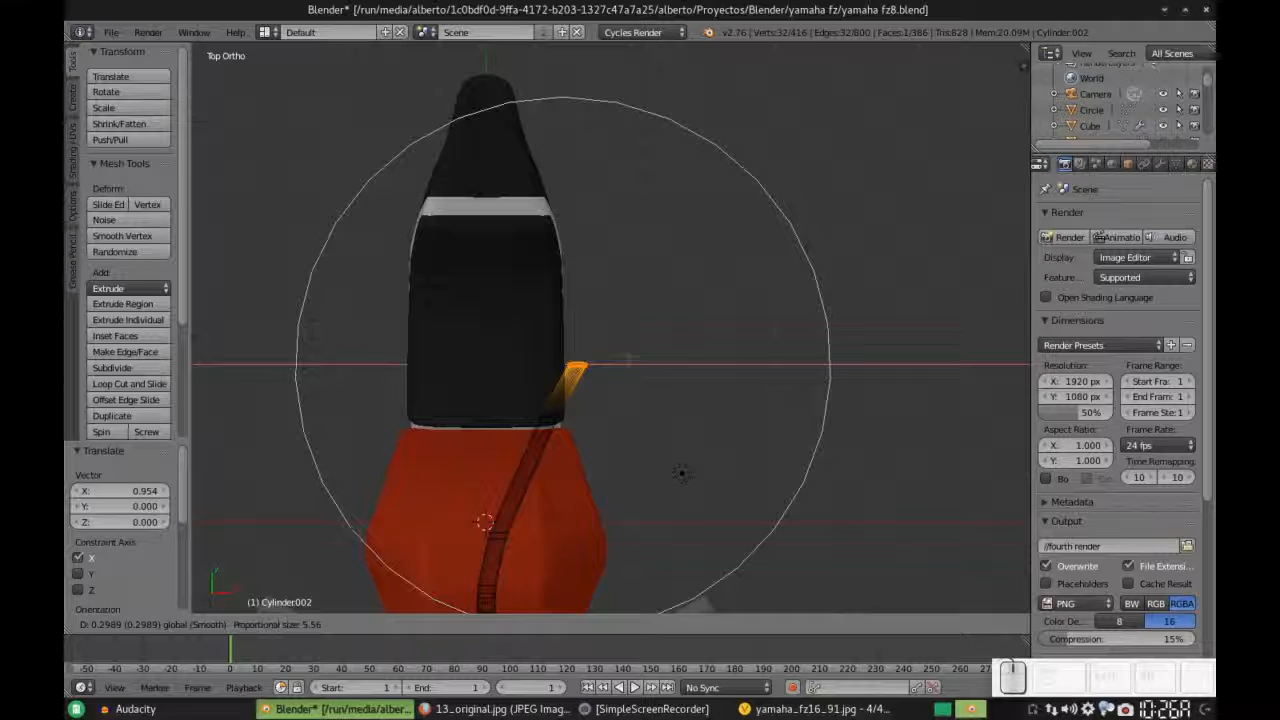 Blender* [/run/media/alberto/1c0bdf0d-9ffa-4172-b203-1327c47a7a25/alberto/Proyectos/Blender/yamaha fz/yamaha fz8.blend]
File Render Window Help Default Scene 2 Cycles Render v2.76 | Verts:32/416 | Edges:32/800 | Faces:1/386 | Tris:828 | Mem:20.09M | Cylinder.002
Transform
Translate
Rotate
Scale
Shrink/Fatten
Push/Pull
Mesh Tools
Deform:
Slide Ed Vertex
Noise
Smooth Vertex
Randomize
Add:
Extrude
Extrude Region
Extrude Individual
Inset Faces
Make Edge/Face
Subdivide
Loop Cut and Slide
Offset Edge Slide
Duplicate
Spin Screw
Tools
Create
Shading / UVs
Options
Grease Pencil
Translate
Vector
X: 0.954
Y: 0.000
Z: 0.000
Constraint Axis
X
Y
Z
Orientation
Top Ortho
(1) Cylinder.002
D: 0.2989 (0.2989) global (Smooth) Proportional size: 5.56
View Search All Scenes
World
Camera
Circle
Cube
Scene
Render
Render Animatio Audio
Display: Image Editor
Feature... Supported
Open Shading Language
Dimensions
Render Presets
Resolution: Frame Range:
X: 1920 px Start Fra: 1
Y: 1080 px End Fram: 1
50% Frame Ste: 1
Aspect Ratio: Frame Rate:
X: 1.000 24 fps
Y: 1.000 Time Remapping:
Bo 10 10
Metadata
Output
//fourth render
Overwrite File Extensi...
Placeholders Cache Result
PNG BW RGB RGBA
Color De... 8 16
Compression: 15%
-50 -40 -30 -20 -10 0 10 20 30 40 50 60 70 80 90 100 110 120 130 140 150 160 170 180 190 200 210 220 230 240 250 260
View Marker Frame Playback Start: 1 End: 1 1 No Sync
Audacity Blender* [/run/media/alber... 13_original.jpg (JPEG Imag... [SimpleScreenRecorder] yamaha_fz16_91.jpg - 4/4... 10:26